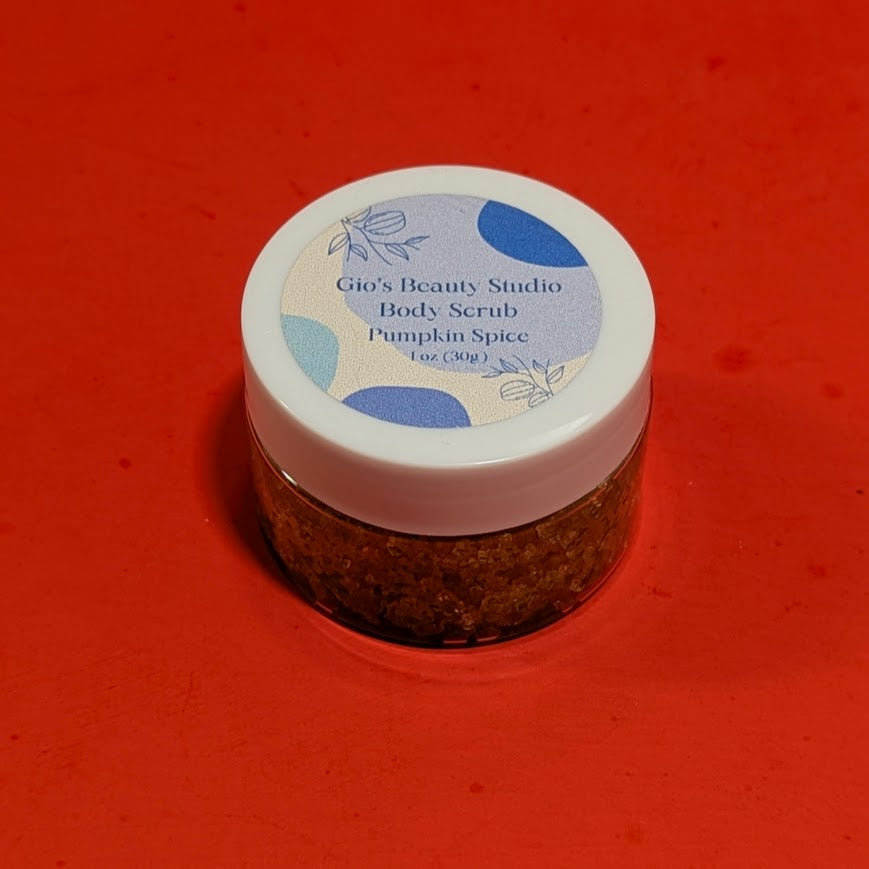 Gio's Beauty Studio
Body Scrub
Pumpkin Spice
1 oz (30g)